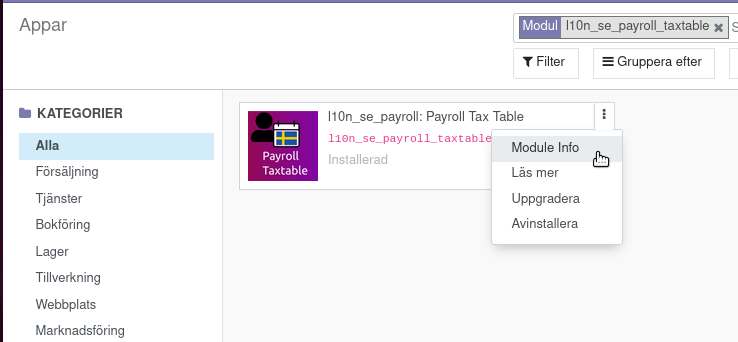 Appar
Modul l10n_se_payroll_taxtable ✖ S
Filter
Gruppera efter
KATEGORIER
Alla
Försäljning
Tjänster
Bokföring
Lager
Tillverkning
Webbplats
Marknadsföring
Payroll
Taxtable
l10n_se_payroll: Payroll Tax Table
l10n_se_payroll_taxtable
Installerad
Module Info
Läs mer
Uppgradera
Avinstallera